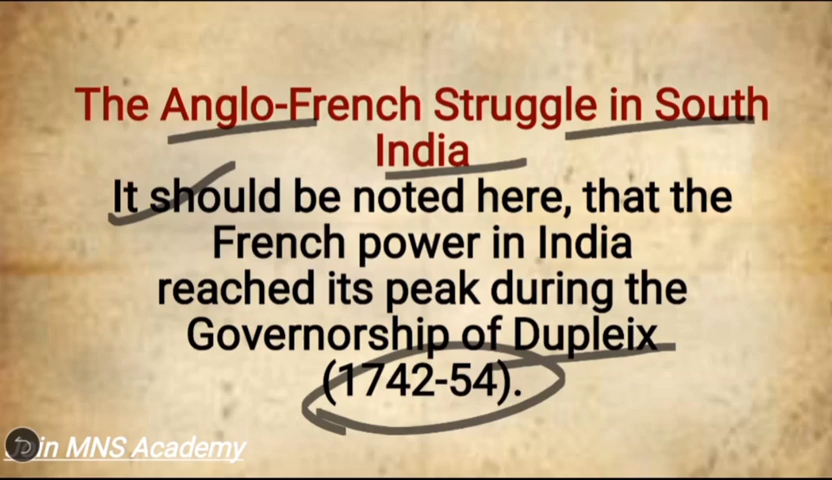 The Anglo-French Struggle in South
India
It should be noted here, that the
French power in India
reached its peak during the
Governorship of Dupleix
(1742-54).
in MNS Academy